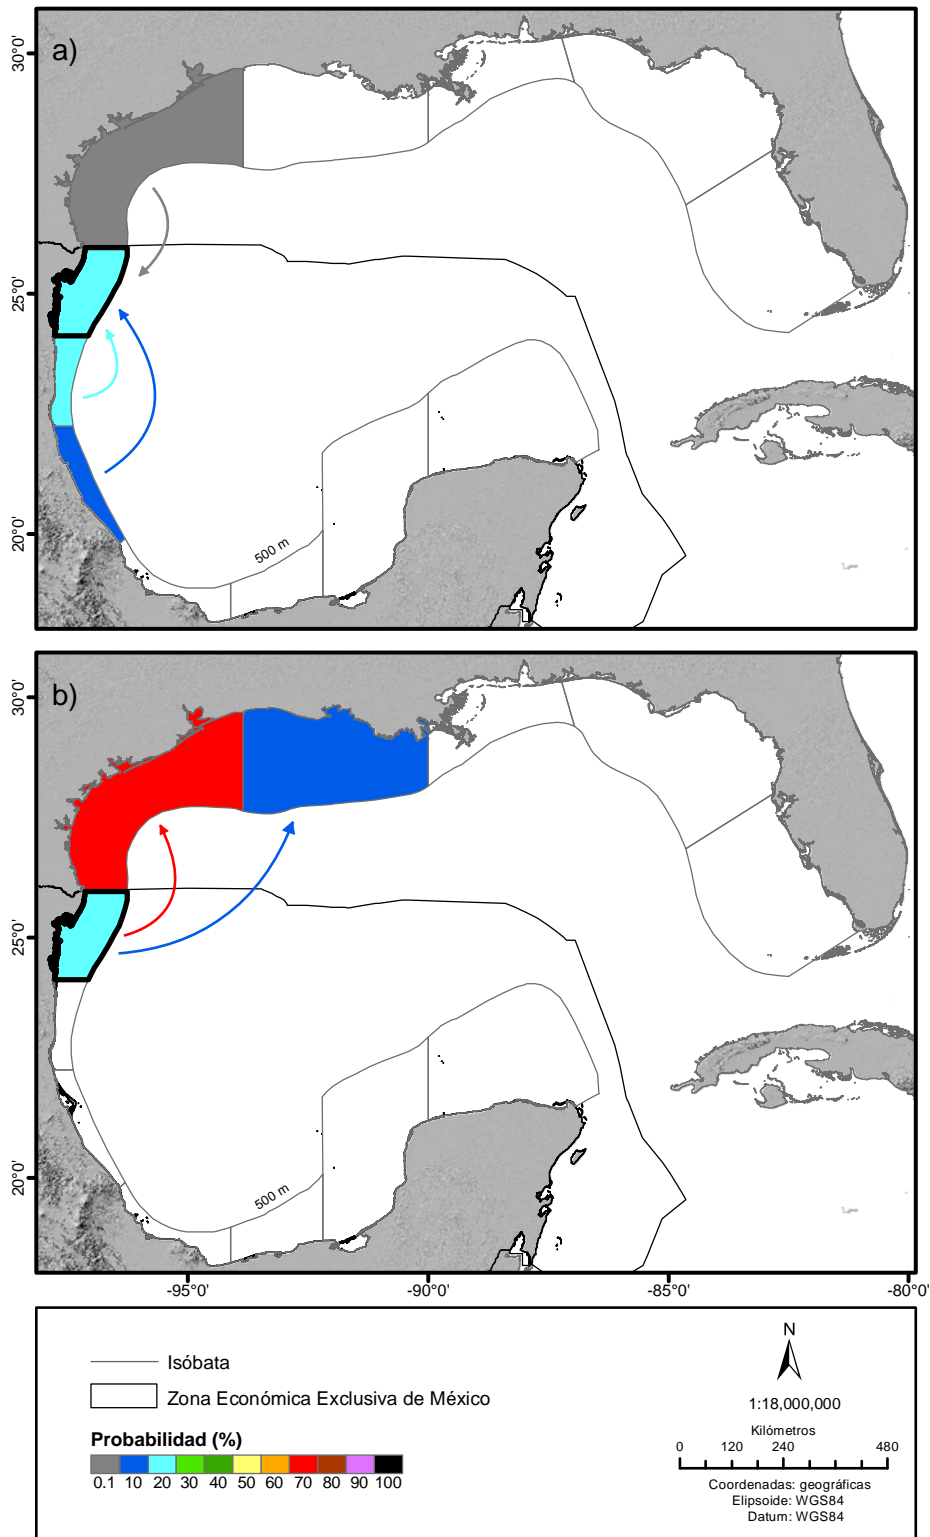 a)
30°0'
25°0'
20°0'
500 m
b)
30°0'
25°0'
20°0'
500 m
-95°0'
-90°0'
-85°0'
-80°0'
Isóbata
Zona Económica Exclusiva de México
Probabilidad (%)
0.1 10 20 30 40 50 60 70 80 90 100
N
1:18,000,000
Kilómetros
0 120 240 480
Coordenadas: geográficas
Elipsoide: WGS84
Datum: WGS84